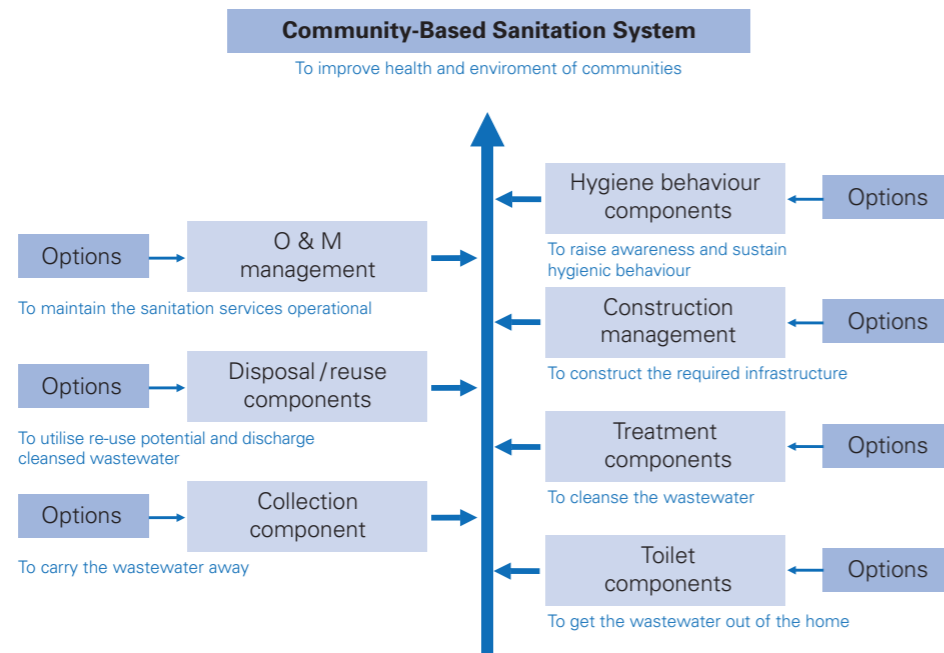 Community-Based Sanitation System
To improve health and enviroment of communities
Hygiene behaviour
components
Options
To raise awareness and sustain
hygienic behaviour
Options
O & M
management
To maintain the sanitation services operational
Construction
management
Options
To construct the required infrastructure
Options
Disposal/reuse
components
To utilise re-use potential and discharge
cleansed wastewater
Treatment
components
Options
To cleanse the wastewater
Options
Collection
component
To carry the wastewater away
Toilet
components
Options
To get the wastewater out of the home